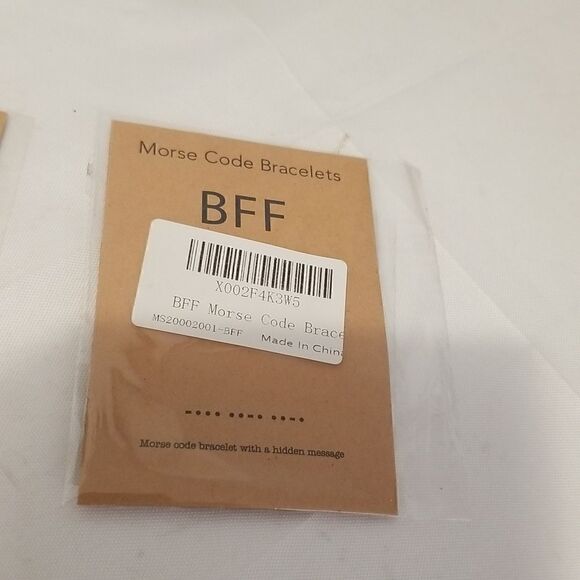 Morse Code Bracelets
BFF
X002F4K3W5
BFF Morse Code Brace
MS20002001-BFF Made In China
-••• ••-• ••-•
Morse code bracelet with a hidden message